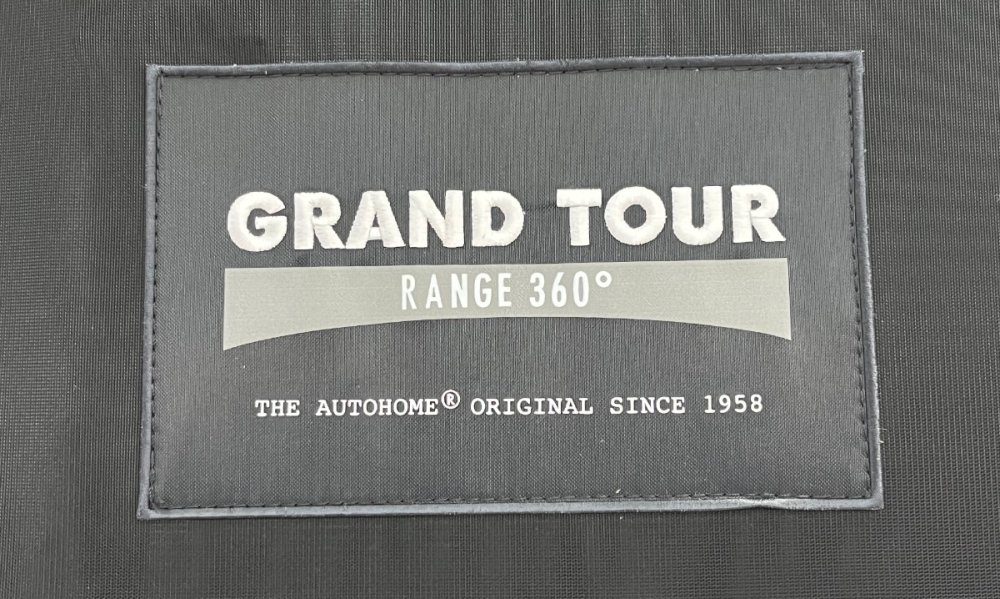 GRAND TOUR
RANGE 360°
THE AUTOHOME® ORIGINAL SINCE 1958